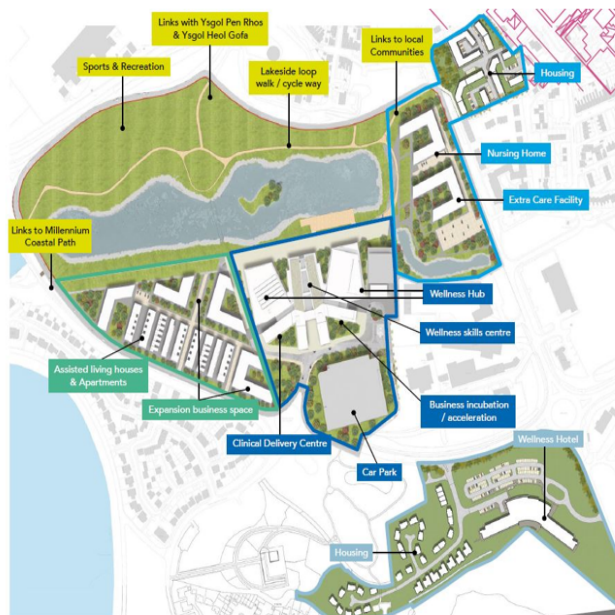 Links with Ysgol Pen Rhos
& Ysgol Heol Gofa
Links to local
Communities
Sports & Recreation
Lakeside loop
walk / cycle way
Housing
Nursing Home
Extra Care Facility
Links to Millennium
Coastal Path
Wellness Hub
Wellness skills centre
Assisted living houses
& Apartments
Expansion business space
Business incubation
/ acceleration
Clinical Delivery Centre
Car Park
Wellness Hotel
Housing